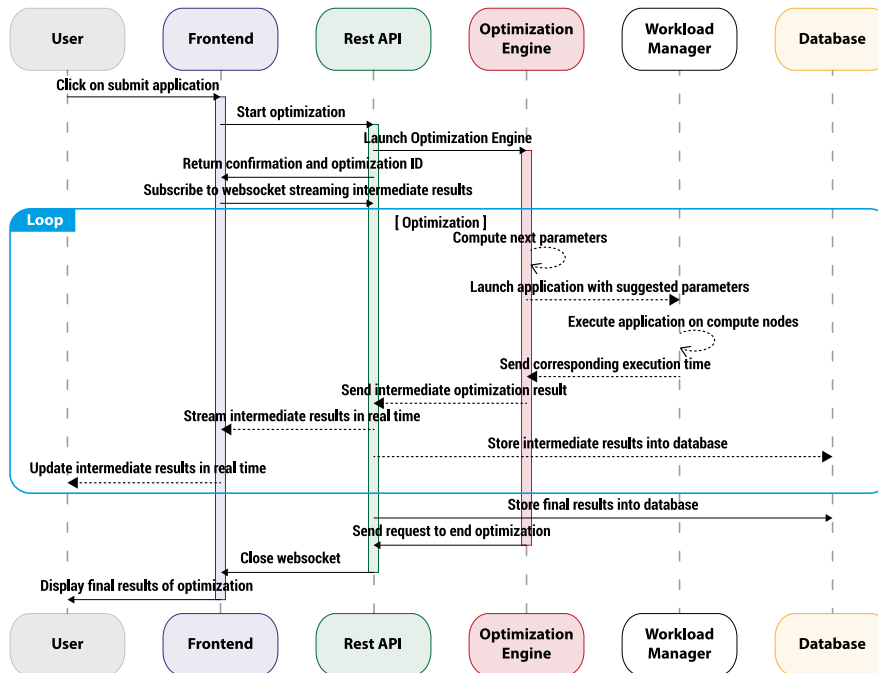 User
Frontend
Rest API
Optimization
Engine
Workload
Manager
Database
Click on submit application
Start optimization
Launch Optimization Engine
Return confirmation and optimization ID
Subscribe to websocket streaming intermediate results
Loop
[ Optimization ]
Compute next parameters
Launch application with suggested parameters
Execute application on compute nodes
Send corresponding execution time
Send intermediate optimization result
Stream intermediate results in real time
Store intermediate results into database
Update intermediate results in real time
Store final results into database
Send request to end optimization
Close websocket
Display final results of optimization
User
Frontend
Rest API
Optimization
Engine
Workload
Manager
Database